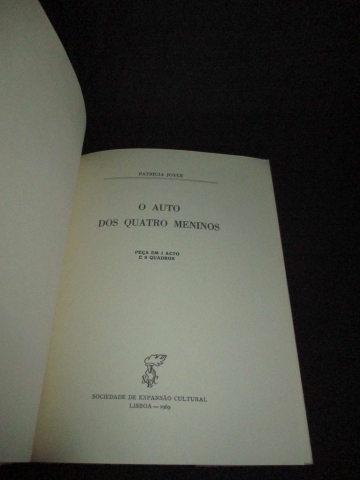 PATRÍCIA JOYCE
O AUTO
DOS QUATRO MENINOS
PEÇA EM 1 ACTO
E 8 QUADROS
SOCIEDADE DE EXPANSÃO CULTURAL
LISBOA — 1969